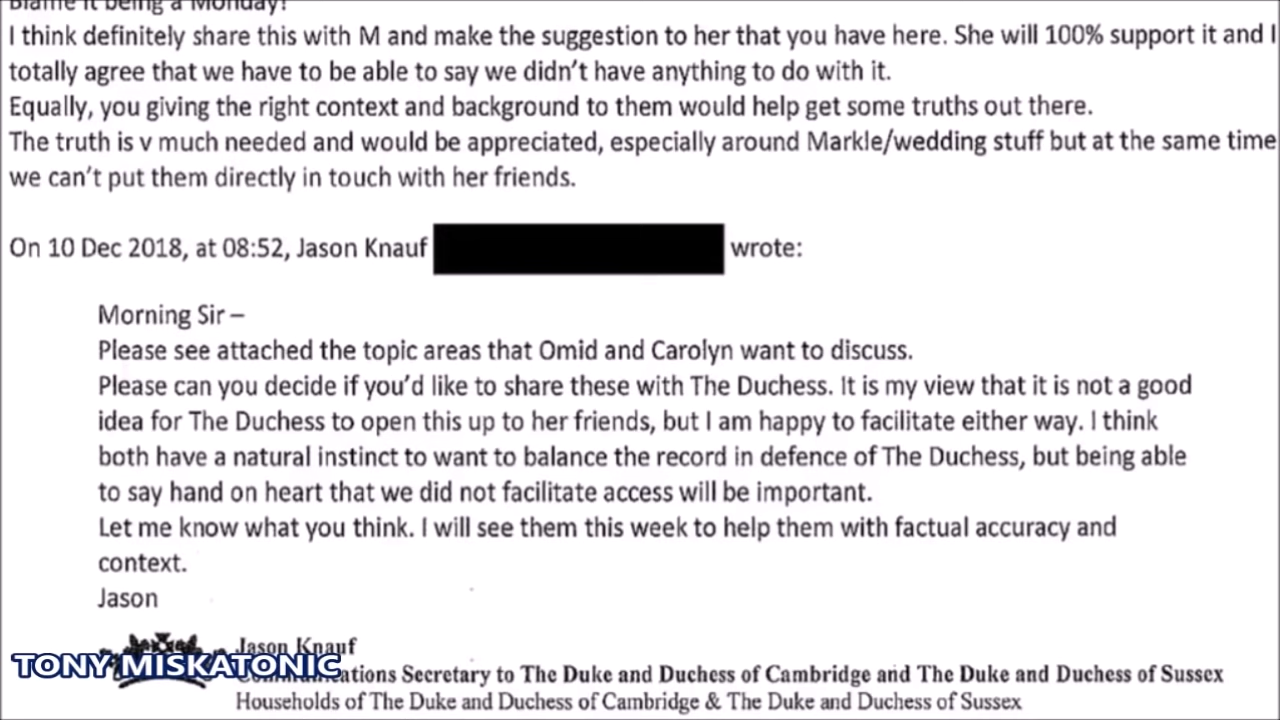 Blame it being a Monday!
I think definitely share this with M and make the suggestion to her that you have here. She will 100% support it and I
totally agree that we have to be able to say we didn't have anything to do with it.
Equally, you giving the right context and background to them would help get some truths out there.
The truth is v much needed and would be appreciated, especially around Markle/wedding stuff but at the same time
we can't put them directly in touch with her friends.
On 10 Dec 2018, at 08:52, Jason Knauf wrote:
Morning Sir –
Please see attached the topic areas that Omid and Carolyn want to discuss.
Please can you decide if you'd like to share these with The Duchess. It is my view that it is not a good
idea for The Duchess to open this up to her friends, but I am happy to facilitate either way. I think
both have a natural instinct to want to balance the record in defence of The Duchess, but being able
to say hand on heart that we did not facilitate access will be important.
Let me know what you think. I will see them this week to help them with factual accuracy and
context.
Jason
Jason Knauf
TONY MISKATONIC
ations Secretary to The Duke and Duchess of Cambridge and The Duke and Duchess of Sussex
Households of The Duke and Duchess of Cambridge & The Duke and Duchess of Sussex